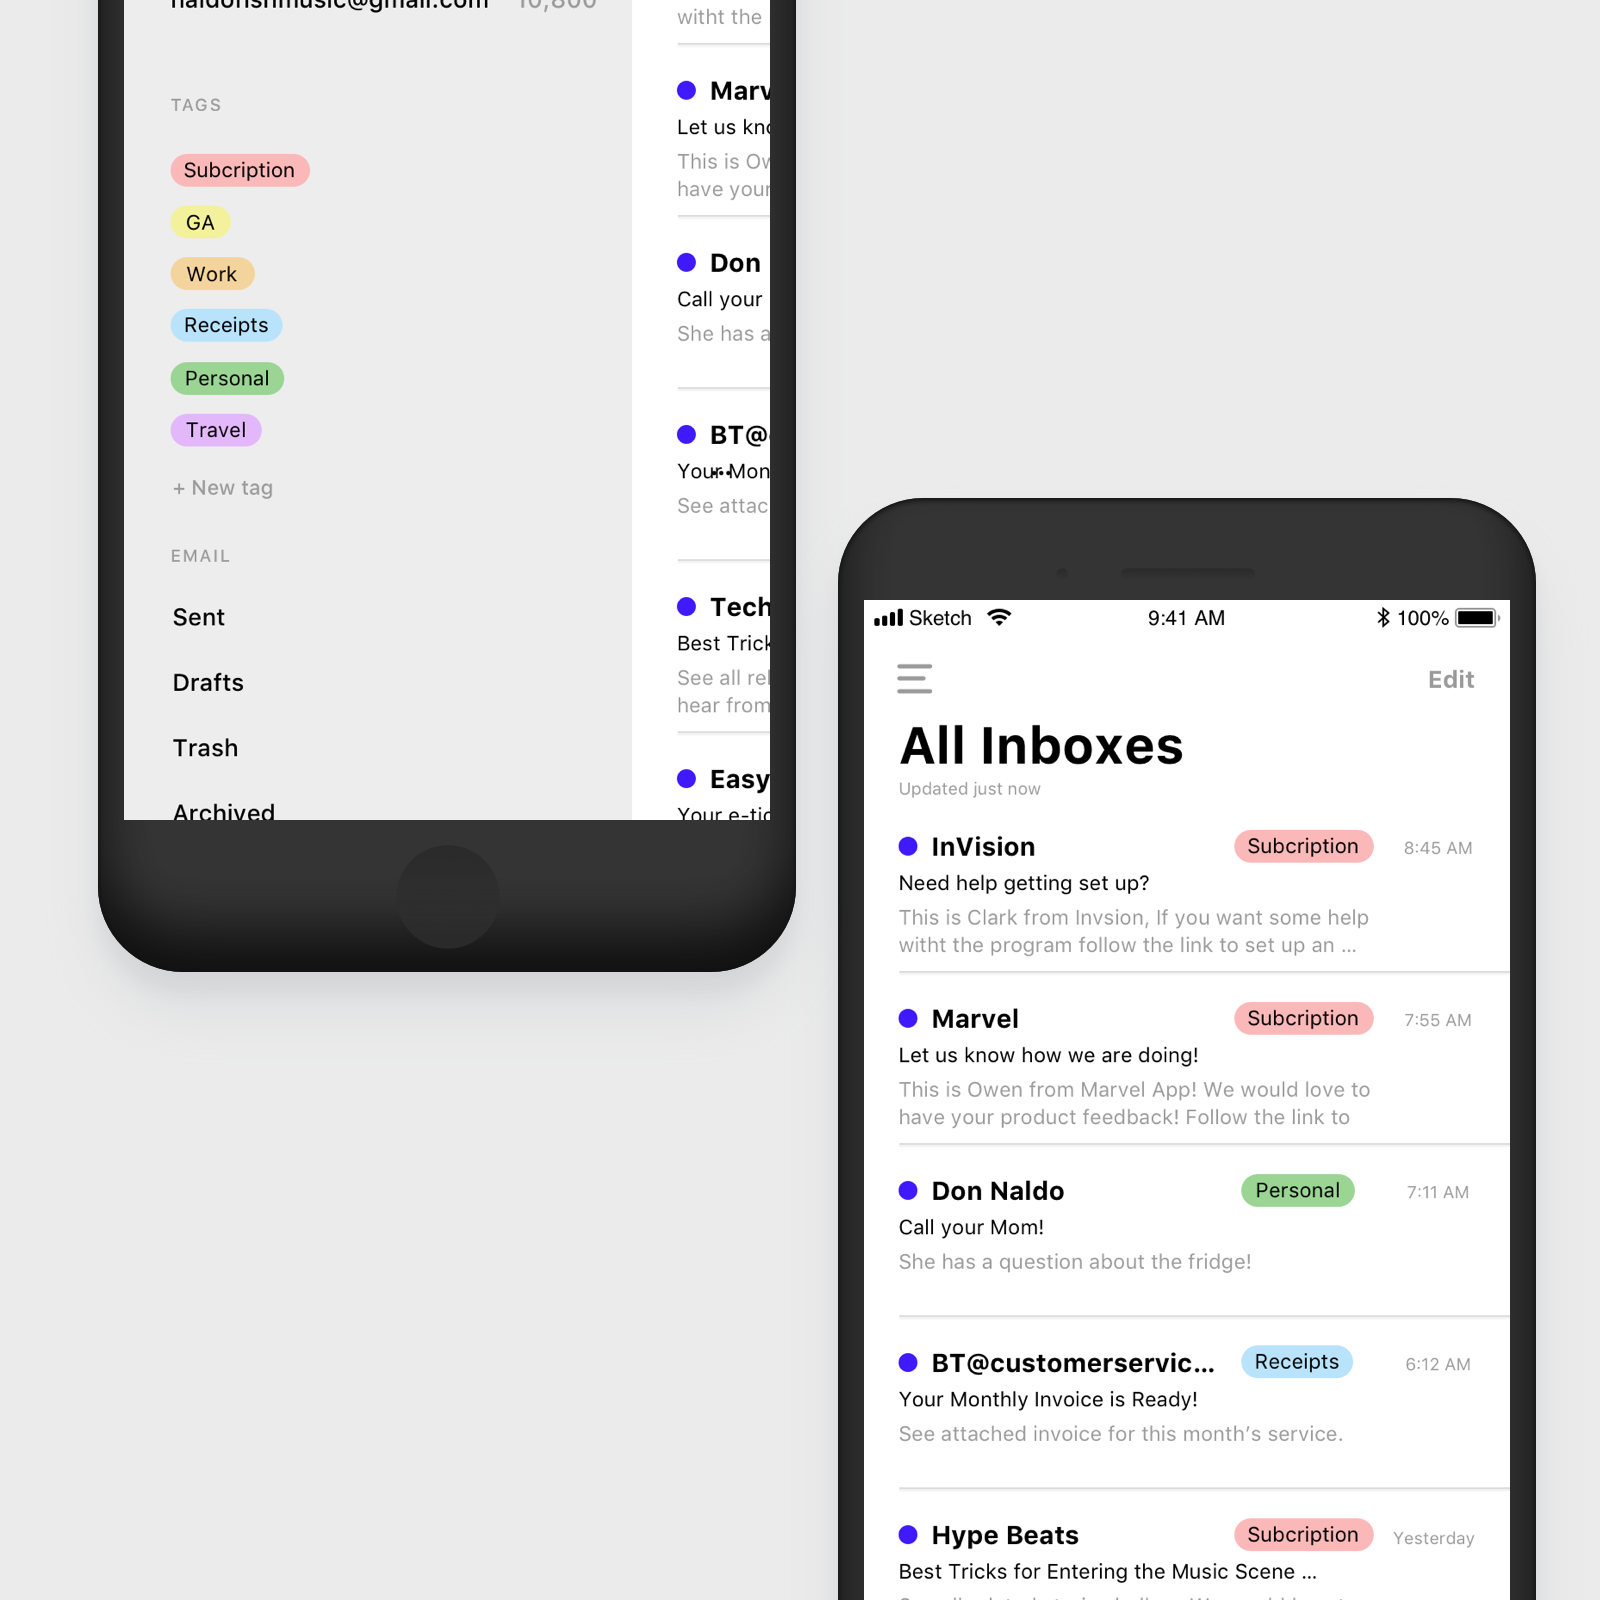 naldofishmusic@gmail.com 10,800
TAGS
Subcription
GA
Work
Receipts
Personal
Travel
+ New tag
EMAIL
Sent
Drafts
Trash
Archived
witht the
Marv
Let us kno
This is Ow
have your
Don
Call your
She has a
BT@
Your Mon
See attac
Tech
Best Trick
See all rel
hear from
Easy
Your e-tic
Sketch 9:41 AM 100%
Edit
All Inboxes
Updated just now
InVision Subcription 8:45 AM
Need help getting set up?
This is Clark from Invsion, If you want some help
witht the program follow the link to set up an ...
Marvel Subcription 7:55 AM
Let us know how we are doing!
This is Owen from Marvel App! We would love to
have your product feedback! Follow the link to
Don Naldo Personal 7:11 AM
Call your Mom!
She has a question about the fridge!
BT@customerservic... Receipts 6:12 AM
Your Monthly Invoice is Ready!
See attached invoice for this month’s service.
Hype Beats Subcription Yesterday
Best Tricks for Entering the Music Scene ...